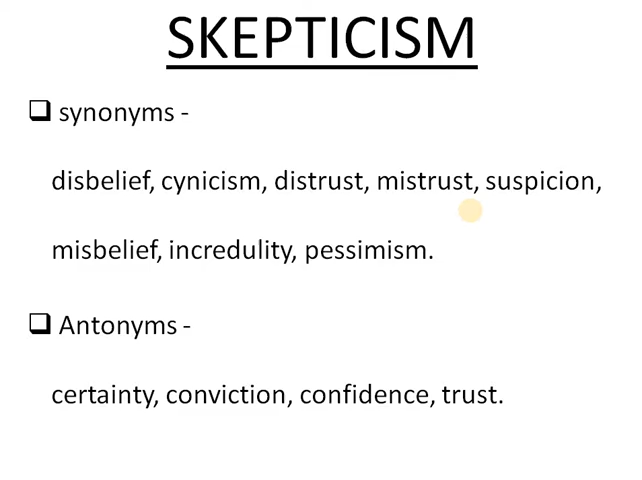 SKEPTICISM
synonyms -
disbelief, cynicism, distrust, mistrust, suspicion,
misbelief, incredulity, pessimism.
Antonyms -
certainty, conviction, confidence, trust.